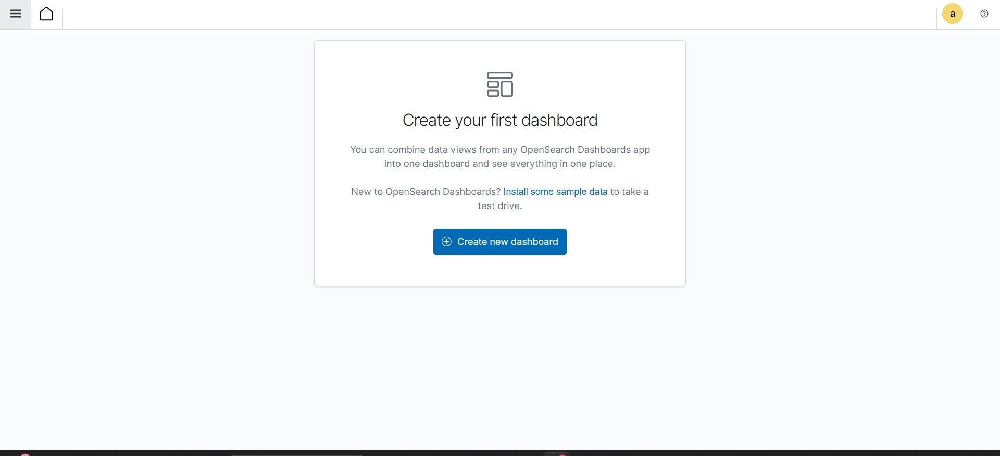 a
Create your first dashboard
You can combine data views from any OpenSearch Dashboards app
into one dashboard and see everything in one place.
New to OpenSearch Dashboards? Install some sample data to take a
test drive.
Create new dashboard